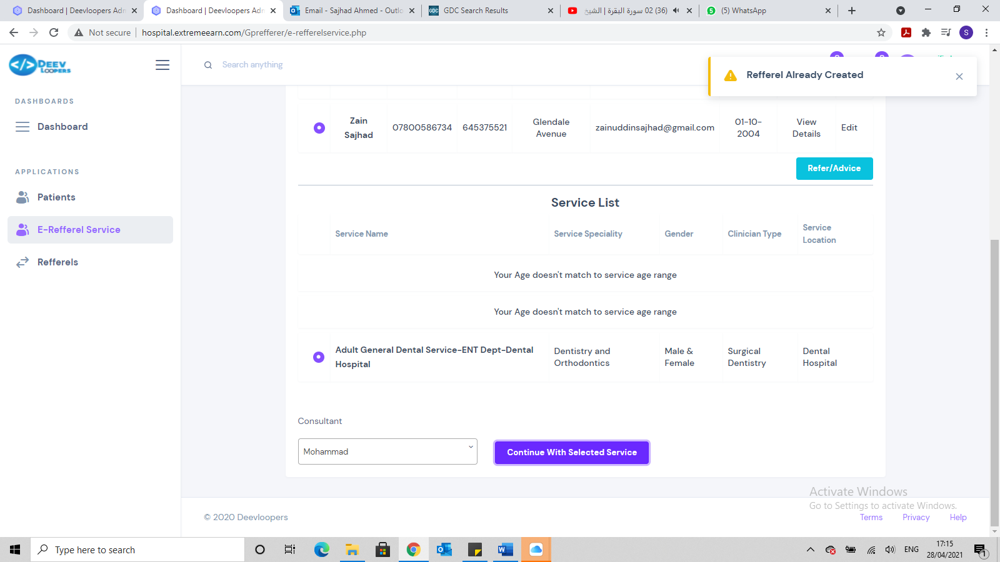 Dashboard | Deevloopers Adn
Dashboard | Deevloopers Adn
Email - Sajhad Ahmed - Outlo
GDC
GDC Search Results
(36) 02 سورة البقرة | الشيخ
5
(5) WhatsApp
Not secure
hospital.extremeearn.com/Gprefferer/e-refferelservice.php
S
DEEV
LOOPERS
Search anything
Refferel Already Created
DASHBOARDS
Dashboard
APPLICATIONS
Patients
E-Refferel Service
Refferels
Zain
Sajhad
07800586734
645375521
Glendale
Avenue
zainuddinsajhad@gmail.com
01-10-
2004
View
Details
Edit
Refer/Advice
Service List
Service Name
Service Speciality
Gender
Clinician Type
Service
Location
Your Age doesn't match to service age range
Your Age doesn't match to service age range
Adult General Dental Service-ENT Dept-Dental
Hospital
Dentistry and
Orthodontics
Male &
Female
Surgical
Dentistry
Dental
Hospital
Consultant
Mohammad
Continue With Selected Service
Activate Windows
Go to Settings to activate Windows.
© 2020 Deevloopers
Terms
Privacy
Help
Type here to search
ENG
17:15
28/04/2021
1